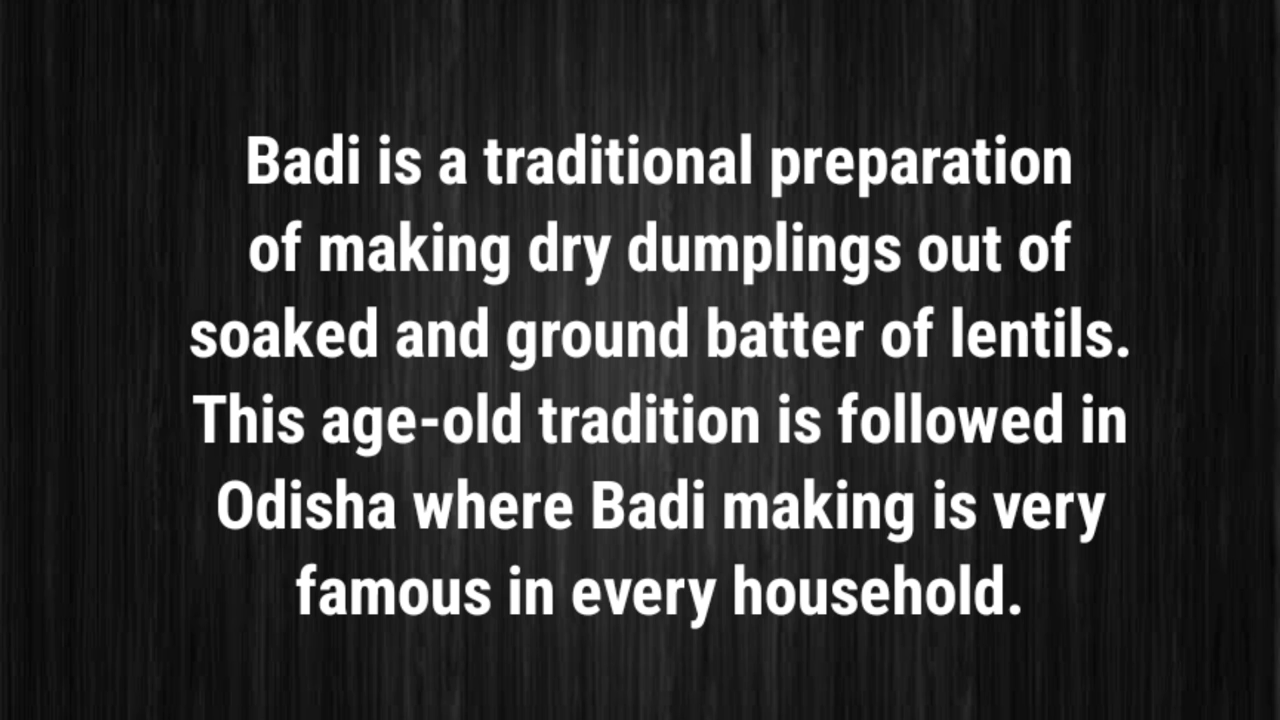 Badi is a traditional preparation
of making dry dumplings out of
soaked and ground batter of lentils.
This age-old tradition is followed in
Odisha where Badi making is very
famous in every household.